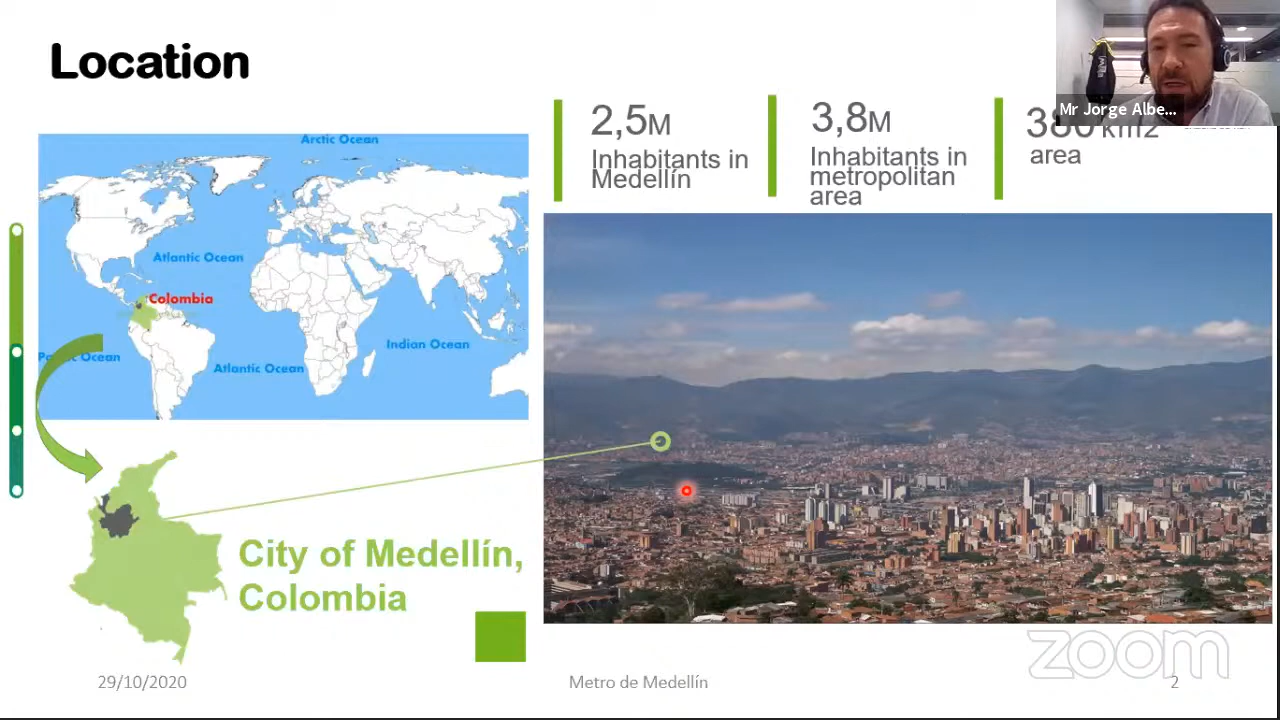 Location
Mr Jorge Albe...
2,5M
Inhabitants in
Medellín
3,8M
Inhabitants in
metropolitan
area
380 km2
area
Arctic Ocean
Atlantic Ocean
Colombia
Indian Ocean
Atlantic Ocean
Ocean
City of Medellín,
Colombia
zoom
29/10/2020
Metro de Medellín
2